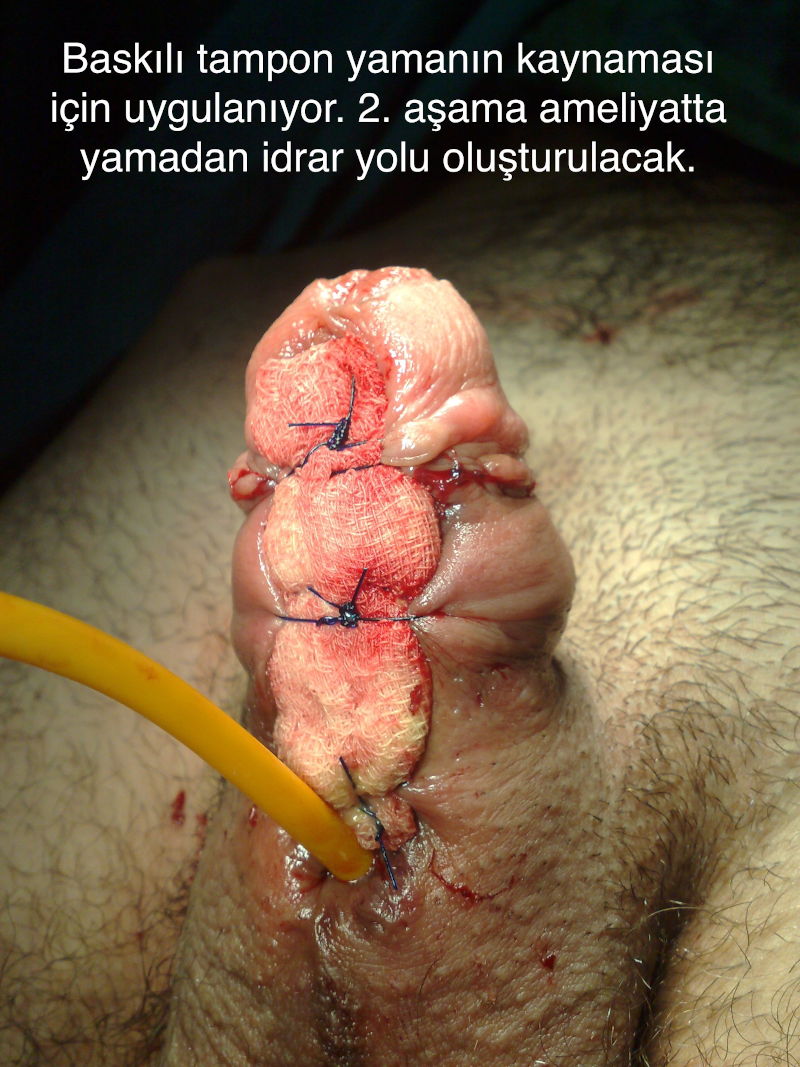 Baskılı tampon yamanın kaynaması
için uygulanıyor. 2. aşama ameliyatta
yamadan idrar yolu oluşturulacak.